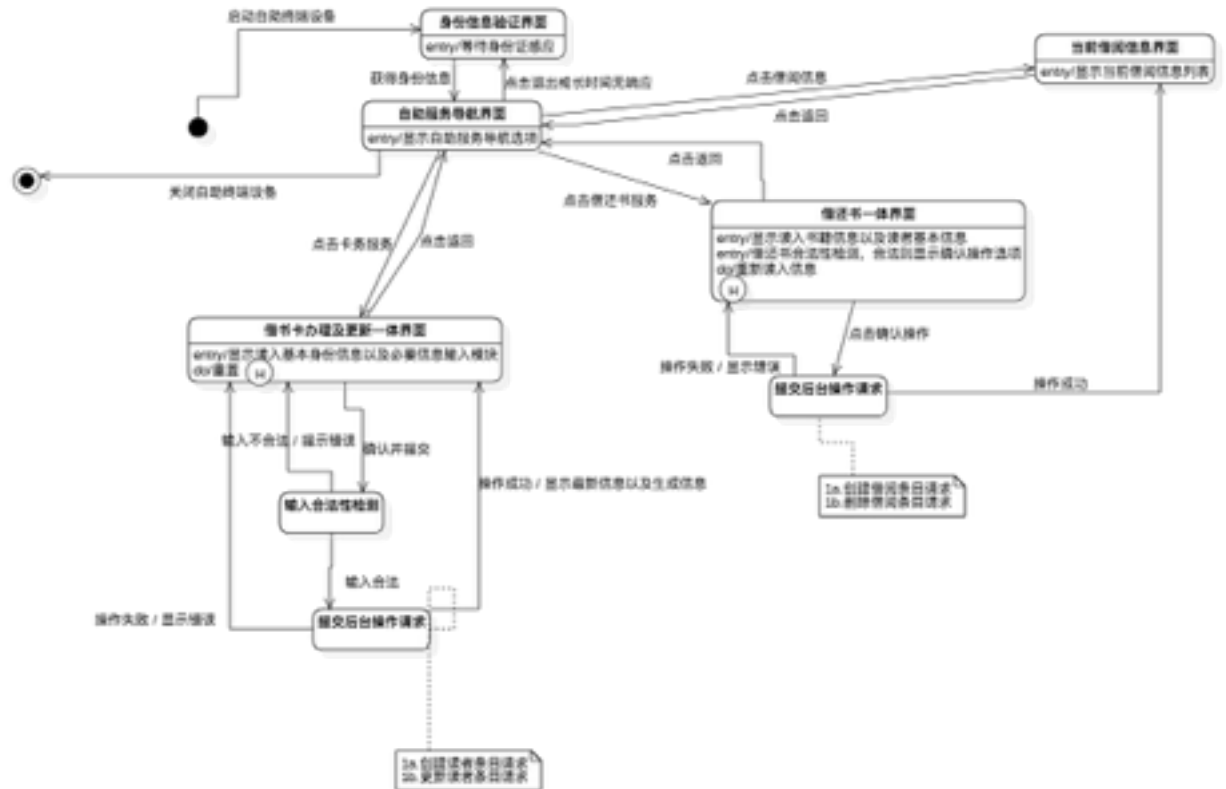 启动自助终端设备
身份信息验证界面
entry/等待身份证感应
当前借阅信息界面
entry/显示当前借阅信息列表
获得身份信息
点击退出或长时间无响应
点击借阅信息
点击返回
自助服务导航界面
entry/显示自助服务导航选项
点击返回
关闭自助终端设备
点击借还书服务
借还书一体界面
entry/显示读入书籍信息以及读者基本信息
entry/借还书合法性检测，合法则显示确认操作选项
do/重新读入信息
H
点击卡务服务
点击返回
借书卡办理及更新一体界面
entry/显示读入基本身份信息以及必要信息输入模块
do/重置
H
点击确认操作
操作失败 / 显示错误
提交后台操作请求
操作成功
输入不合法 / 提示错误
确认并提交
操作成功 / 显示最新信息以及生成信息
1a.创建借阅条目请求
1b.删除借阅条目请求
输入合法性检测
输入合法
操作失败 / 显示错误
提交后台操作请求
1a.创建读者条目请求
1b.更新读者条目请求